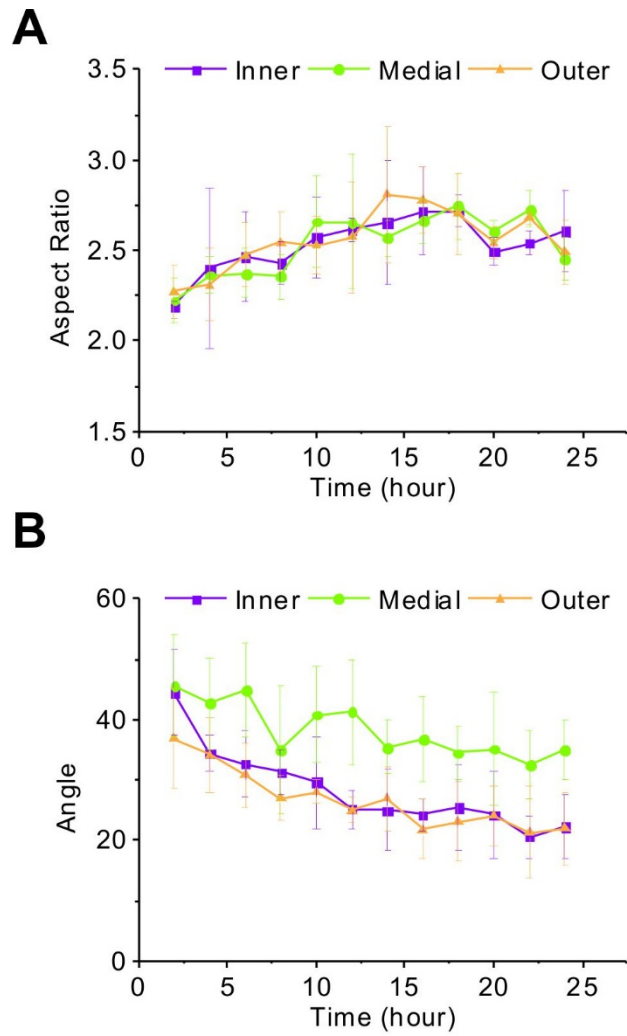 A
Inner Medial Outer
3.5
3.0
2.5
2.0
1.5
Aspect Ratio
0 5 10 15 20 25
Time (hour)
B
Inner Medial Outer
60
40
20
0
Angle
0 5 10 15 20 25
Time (hour)